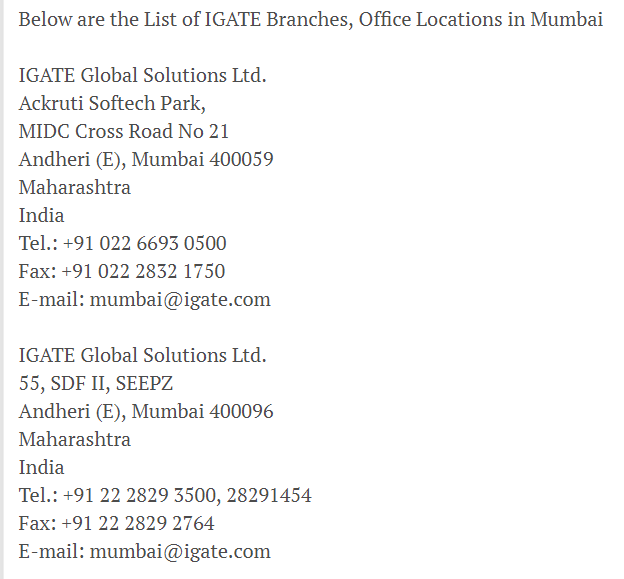 Below are the List of IGATE Branches, Office Locations in Mumbai
IGATE Global Solutions Ltd.
Ackruti Softech Park,
MIDC Cross Road No 21
Andheri (E), Mumbai 400059
Maharashtra
India
Tel.: +91 022 6693 0500
Fax: +91 022 2832 1750
E-mail: mumbai@igate.com
IGATE Global Solutions Ltd.
55, SDF II, SEEPZ
Andheri (E), Mumbai 400096
Maharashtra
India
Tel.: +91 22 2829 3500, 28291454
Fax: +91 22 2829 2764
E-mail: mumbai@igate.com